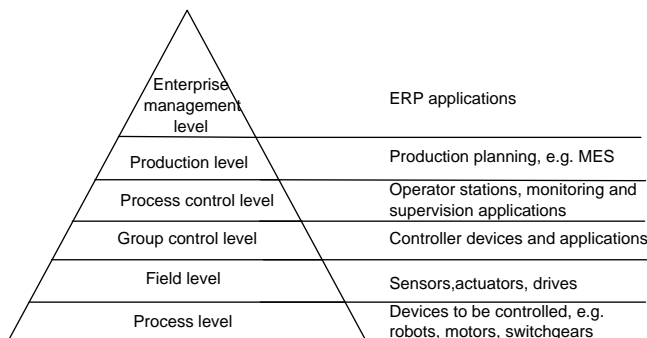 Enterprise
management
level
ERP applications
Production level
Production planning, e.g. MES
Process control level
Operator stations, monitoring and
supervision applications
Group control level
Controller devices and applications
Field level
Sensors,actuators, drives
Process level
Devices to be controlled, e.g.
robots, motors, switchgears